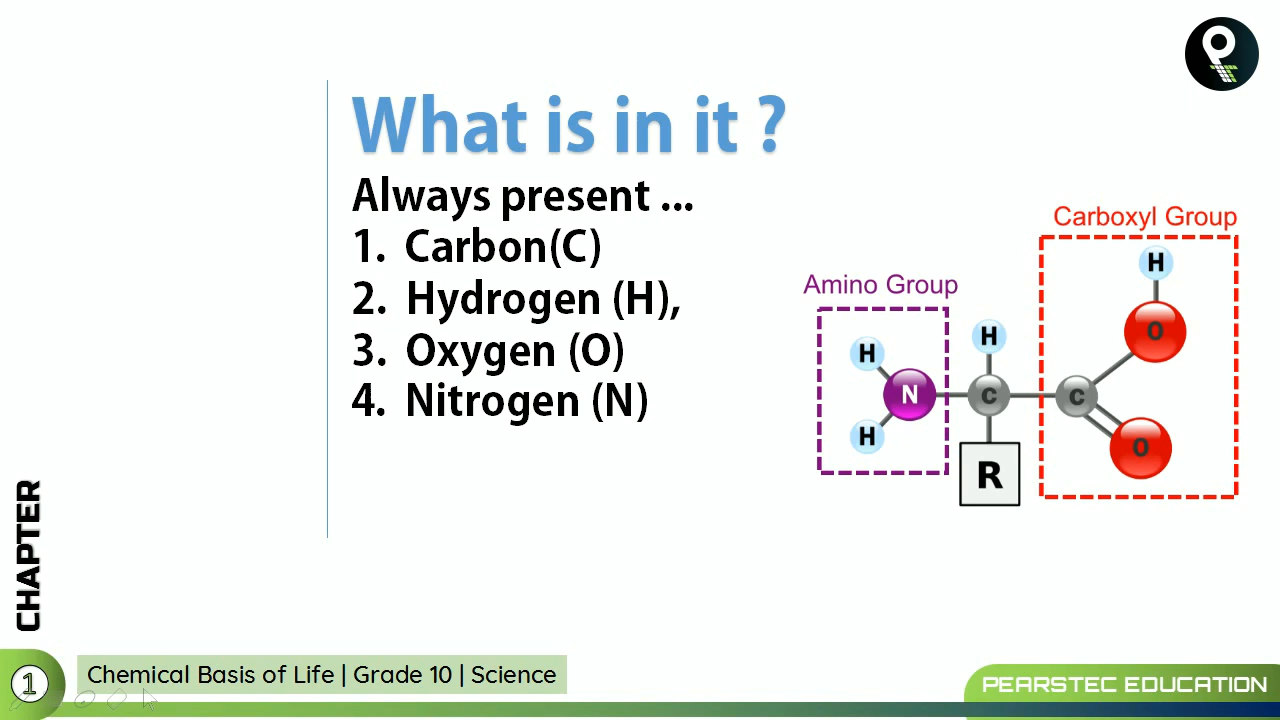 What is in it ?
Always present ...
1. Carbon(C)
2. Hydrogen (H),
3. Oxygen (O)
4. Nitrogen (N)
Carboxyl Group
Amino Group
H
H
H
O
N
C
C
H
O
R
CHAPTER
1
Chemical Basis of Life | Grade 10 | Science
PEARSTEC EDUCATION